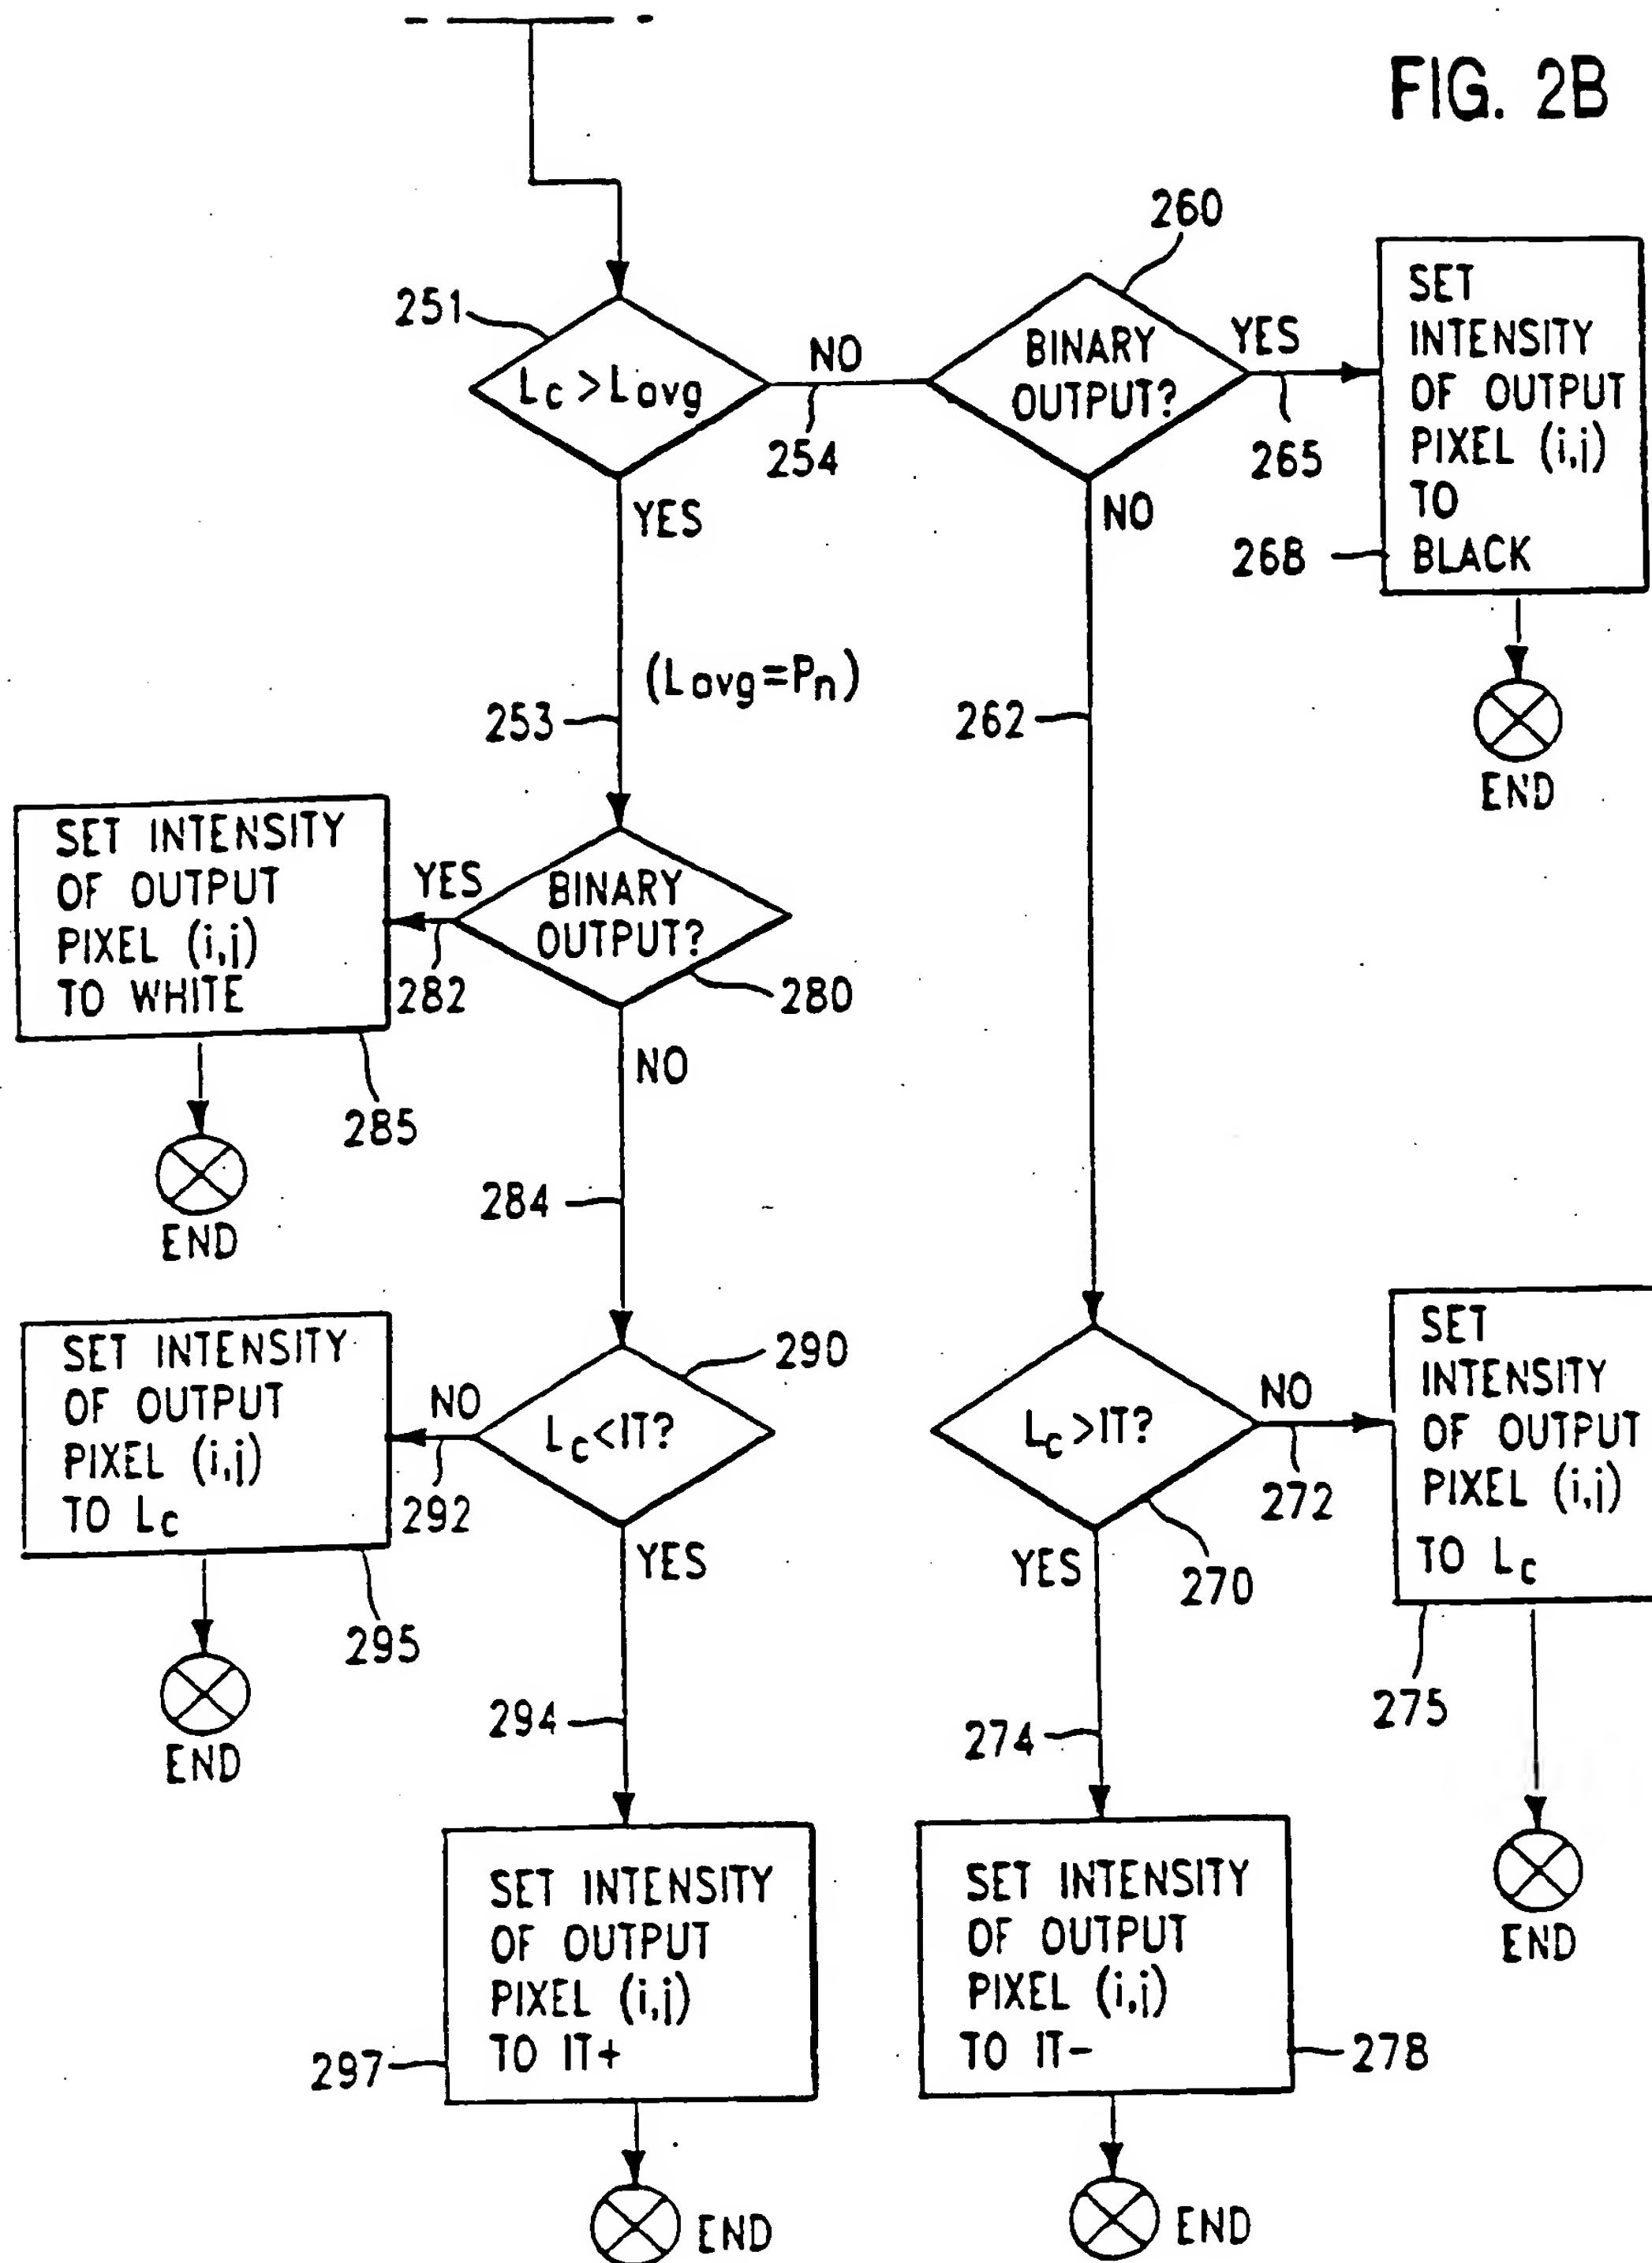 FIG. 2B
260
251
Lc > Lavg
NO
254
BINARY
OUTPUT?
YES
265
SET
INTENSITY
OF OUTPUT
PIXEL (i,j)
TO
BLACK
268
END
YES
NO
(Lavg=Pn)
253
262
SET INTENSITY
OF OUTPUT
PIXEL (i,j)
TO WHITE
YES
282
BINARY
OUTPUT?
280
285
END
NO
284
290
SET INTENSITY
OF OUTPUT
PIXEL (i,j)
TO Lc
NO
292
Lc<IT?
295
END
YES
294
Lc>IT?
NO
272
270
YES
274
SET
INTENSITY
OF OUTPUT
PIXEL (i,j)
TO Lc
275
END
SET INTENSITY
OF OUTPUT
PIXEL (i,j)
TO IT+
297
END
SET INTENSITY
OF OUTPUT
PIXEL (i,j)
TO IT-
278
END